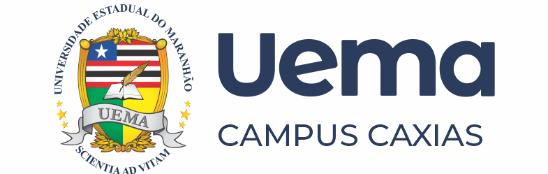 UNIVERSIDADE ESTADUAL DO MARANHÃO
UEMA
SCIENTIA AD VITAM
Uema
CAMPUS CAXIAS